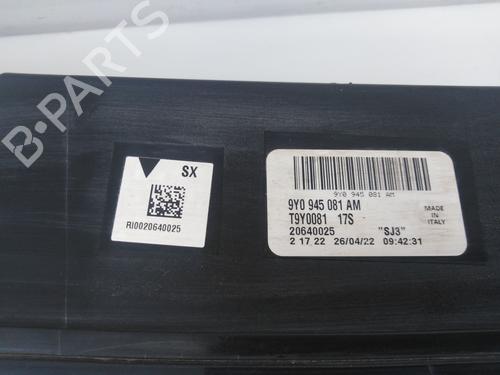 B-PARTS
SX
RI0020640025
9Y0 945 081 AM
9Y0 945 081 AM
T9Y0081 17S
20640025 "SJ3"
2 17 22 26/04/22 09:42:31
MADE IN
ITALY